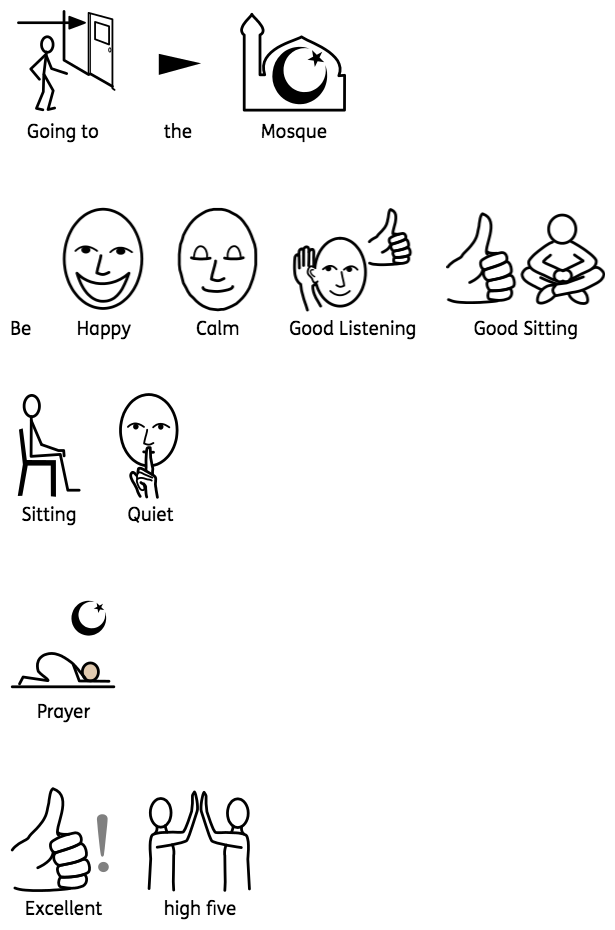 Going to the Mosque
Be Happy Calm Good Listening Good Sitting
Sitting Quiet
Prayer
Excellent high five